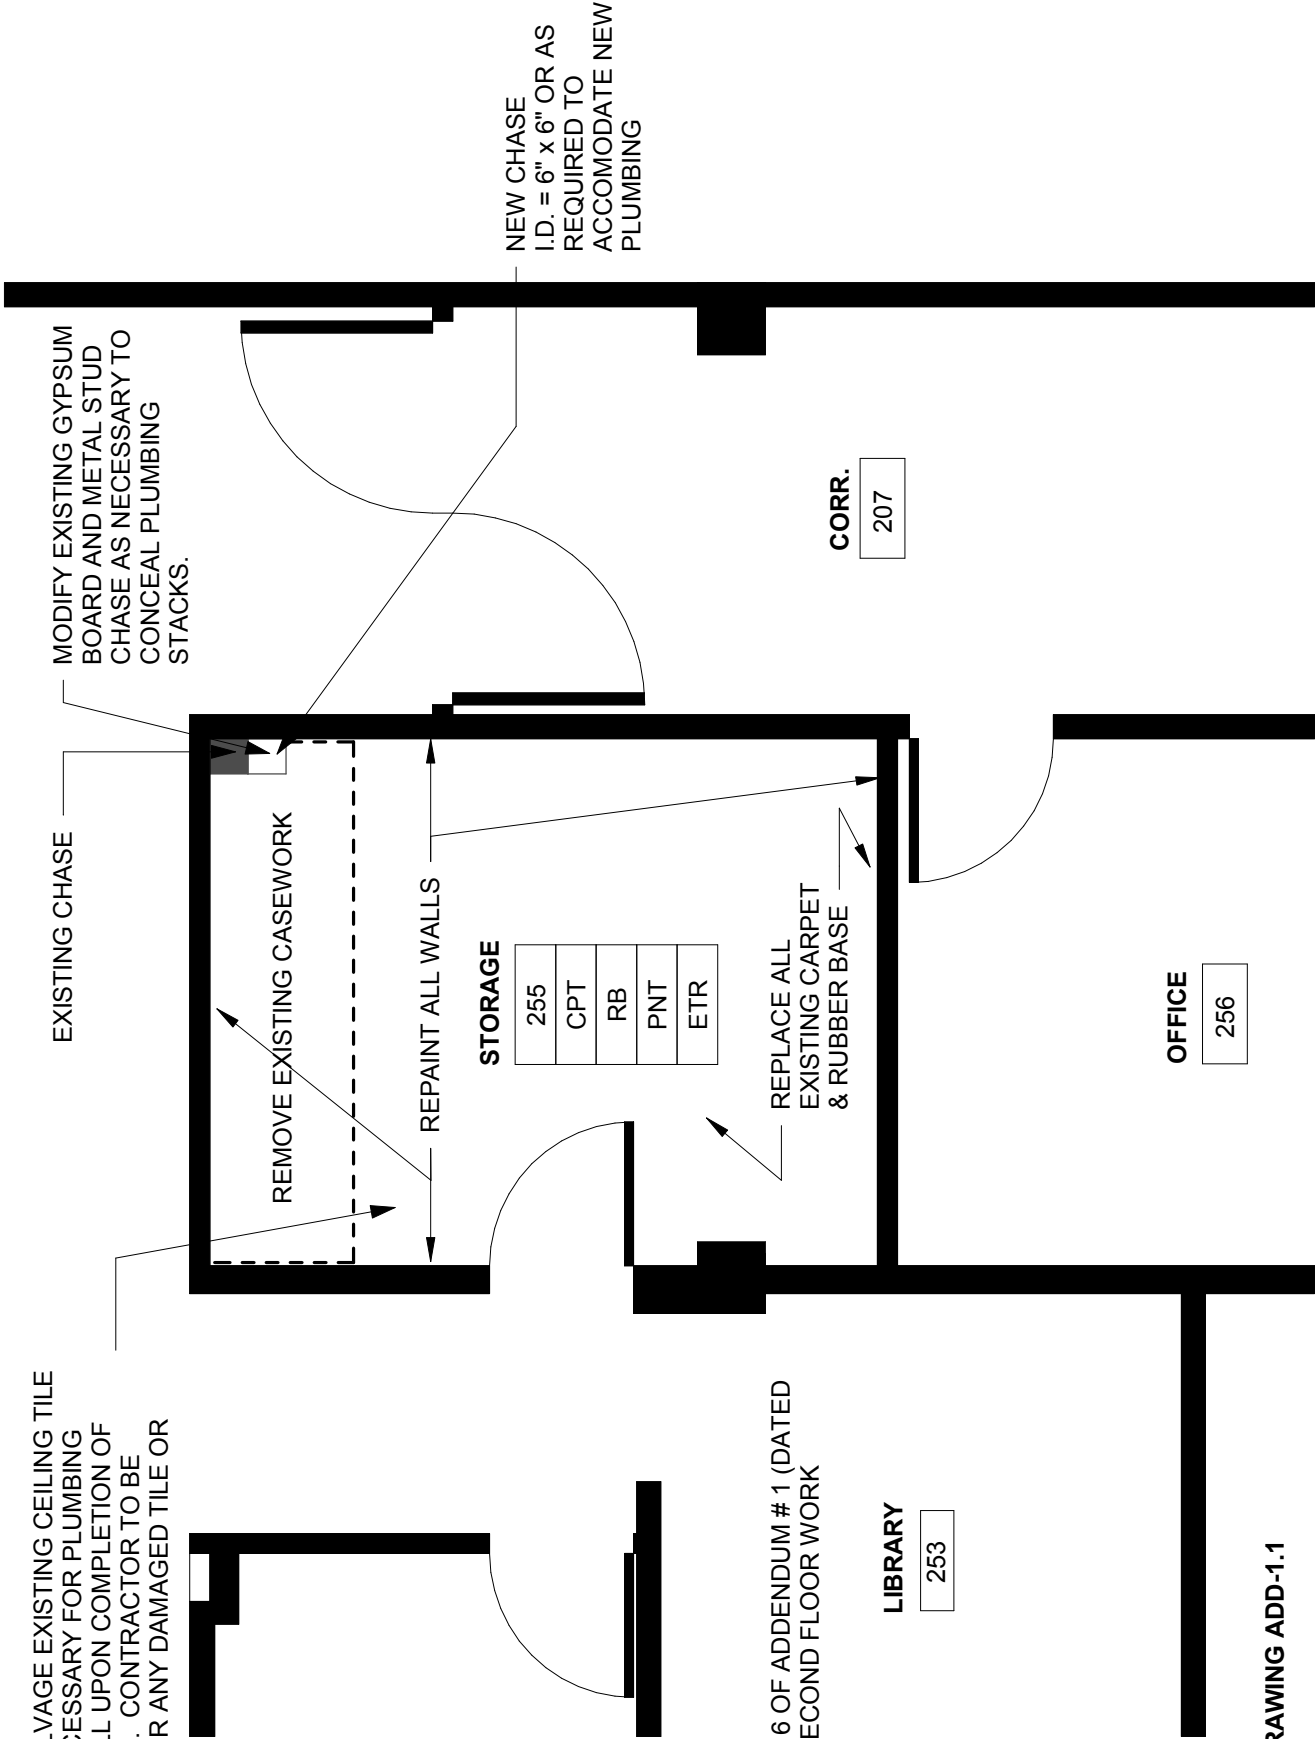 LVAGE EXISTING CEILING TILE
CESSARY FOR PLUMBING
LL UPON COMPLETION OF
. CONTRACTOR TO BE
R ANY DAMAGED TILE OR
EXISTING CHASE
MODIFY EXISTING GYPSUM
BOARD AND METAL STUD
CHASE AS NECESSARY TO
CONCEAL PLUMBING
STACKS.
NEW CHASE
I.D. = 6" x 6" OR AS
REQUIRED TO
ACCOMODATE NEW
PLUMBING
REMOVE EXISTING CASEWORK
REPAINT ALL WALLS
STORAGE
255
CPT
RB
PNT
ETR
REPLACE ALL
EXISTING CARPET
& RUBBER BASE
CORR.
207
6 OF ADDENDUM # 1 (DATED
ECOND FLOOR WORK
LIBRARY
253
OFFICE
256
RAWING ADD-1.1